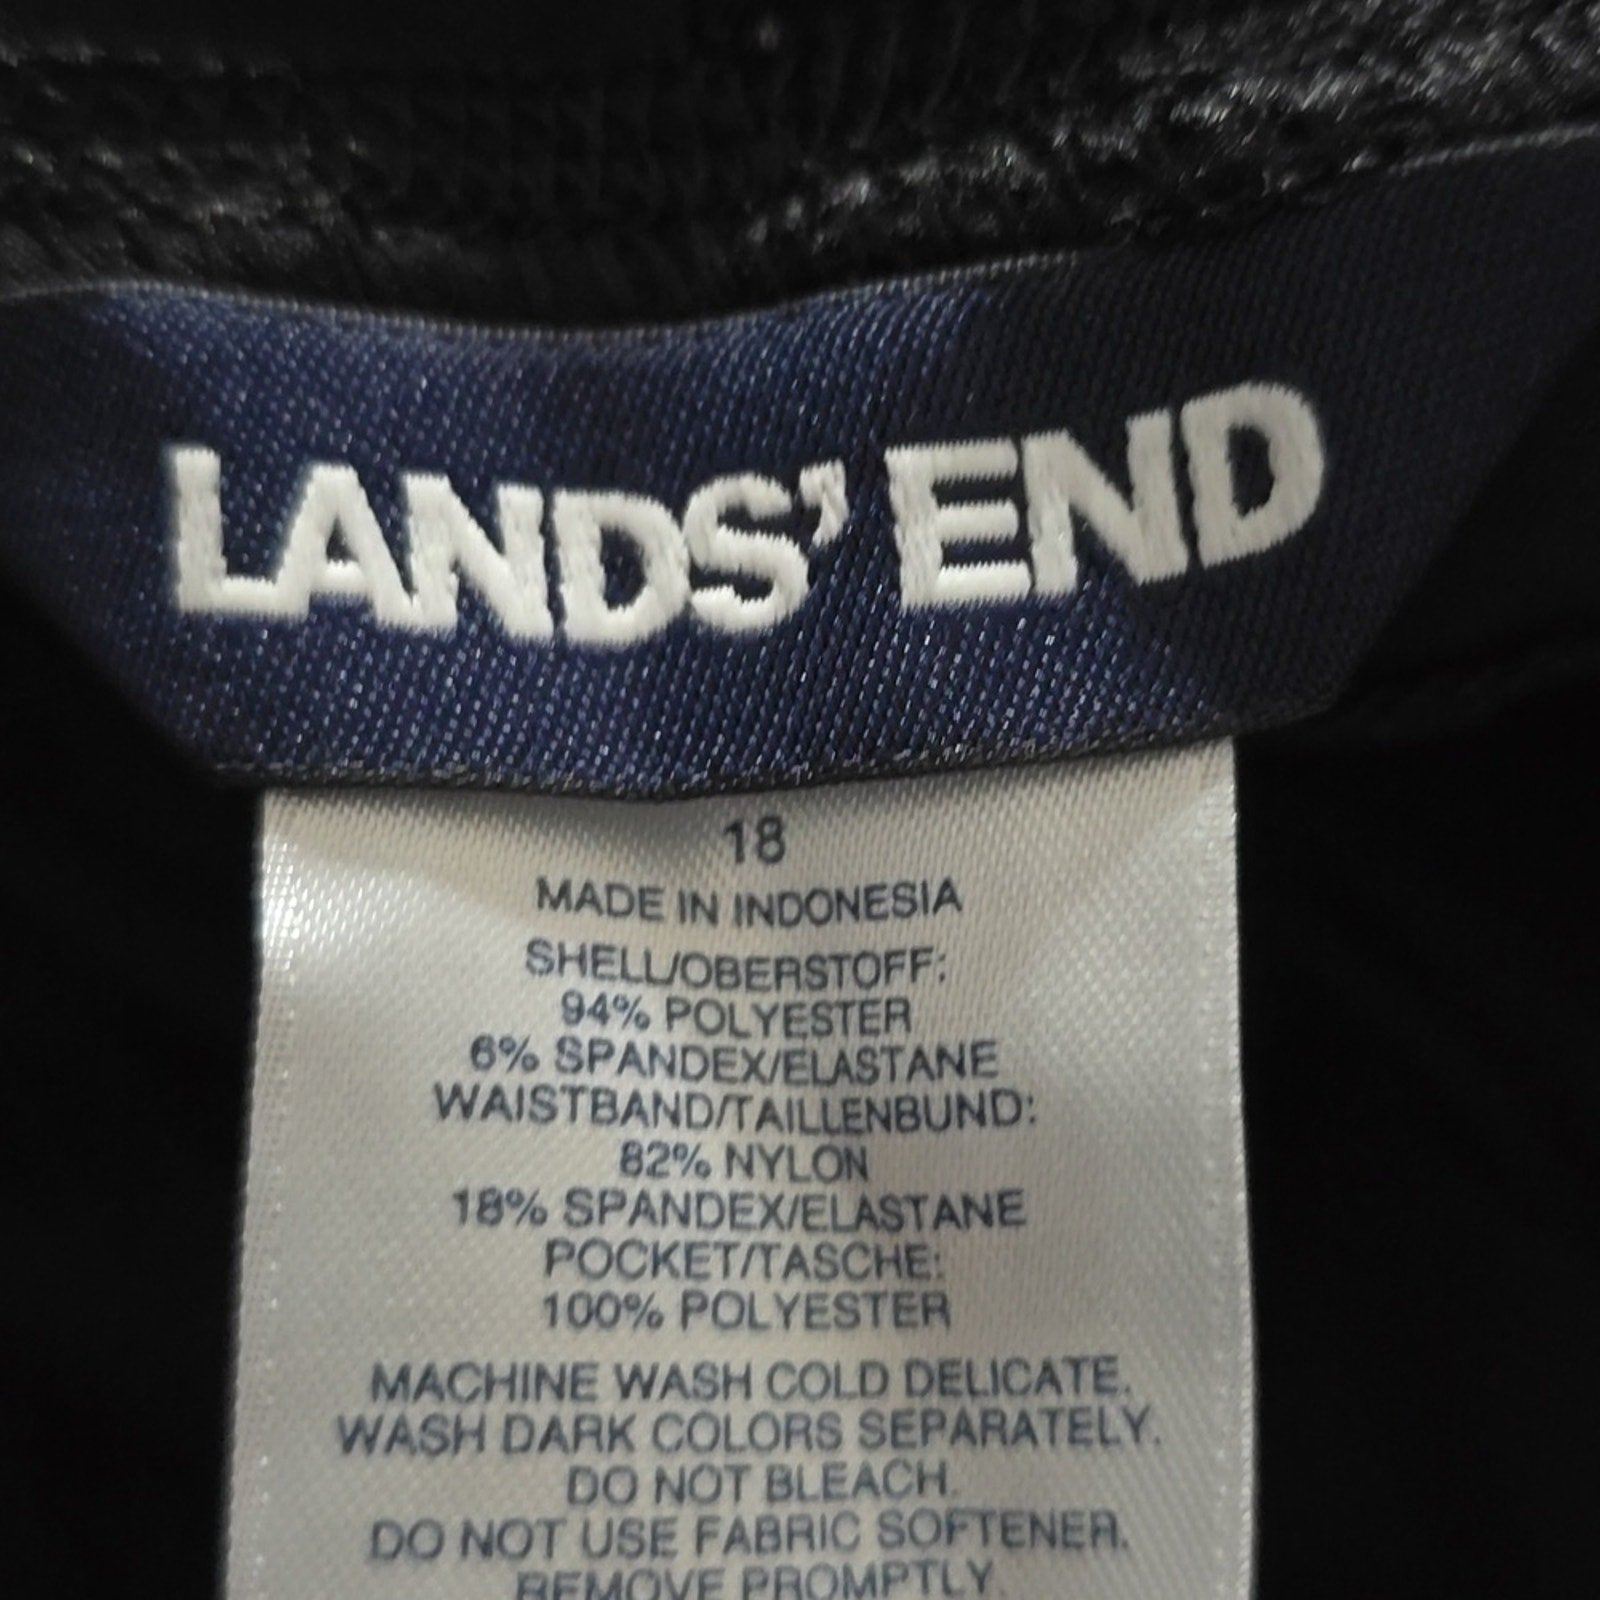 LANDS' END
18
MADE IN INDONESIA
SHELL/OBERSTOFF:
94% POLYESTER
6% SPANDEX/ELASTANE
WAISTBAND/TAILLENBUND:
82% NYLON
18% SPANDEX/ELASTANE
POCKET/TASCHE:
100% POLYESTER
MACHINE WASH COLD DELICATE.
WASH DARK COLORS SEPARATELY.
DO NOT BLEACH.
DO NOT USE FABRIC SOFTENER.
REMOVE PROMPTLY.